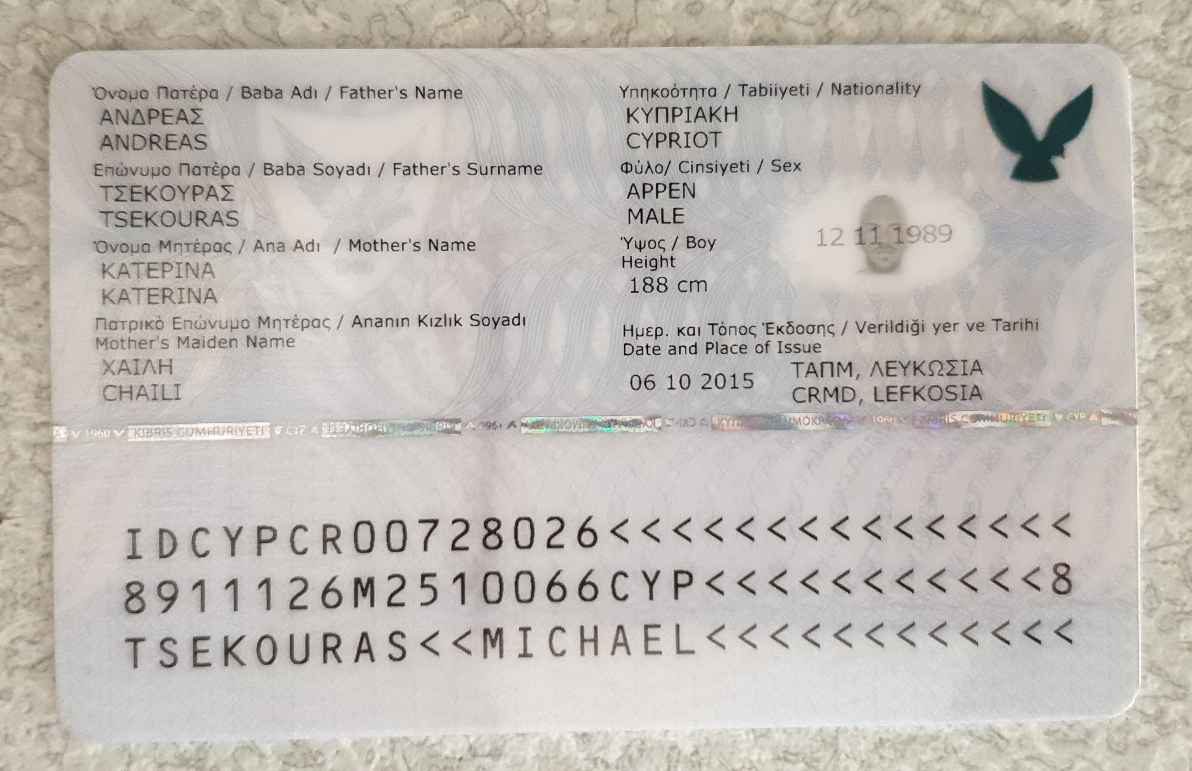 Όνομα Πατέρα / Baba Adı / Father's Name
ΑΝΔΡΕΑΣ
ANDREAS
Επώνυμο Πατέρα / Baba Soyadı / Father's Surname
ΤΣΕΚΟΥΡΑΣ
TSEKOURAS
Όνομα Μητέρας / Ana Adı / Mother's Name
ΚΑΤΕΡΙΝΑ
KATERINA
Πατρικό Επώνυμο Μητέρας / Ananın Kızlık Soyadı
Mother's Maiden Name
ΧΑΙΛΗ
CHAILI
Υπηκοότητα / Tabiiyeti / Nationality
ΚΥΠΡΙΑΚΗ
CYPRIOT
Φύλο/ Cinsiyeti / Sex
ΑΡΡΕΝ
MALE
Ύψος / Boy
Height
188 cm
12 11 1989
Ημερ. και Τόπος Έκδοσης / Verildiği yer ve Tarihi
Date and Place of Issue
06 10 2015
ΤΑΠΜ, ΛΕΥΚΩΣΙΑ
CRMD, LEFKOSIA
1960 KIBRIS CUMHURIYETI
IDCYPCR00728026<<<<<<<<<<<<<<<
8911126M2510066CYP<<<<<<<<<<<8
TSEKOURAS<<MICHAEL<<<<<<<<<<<<